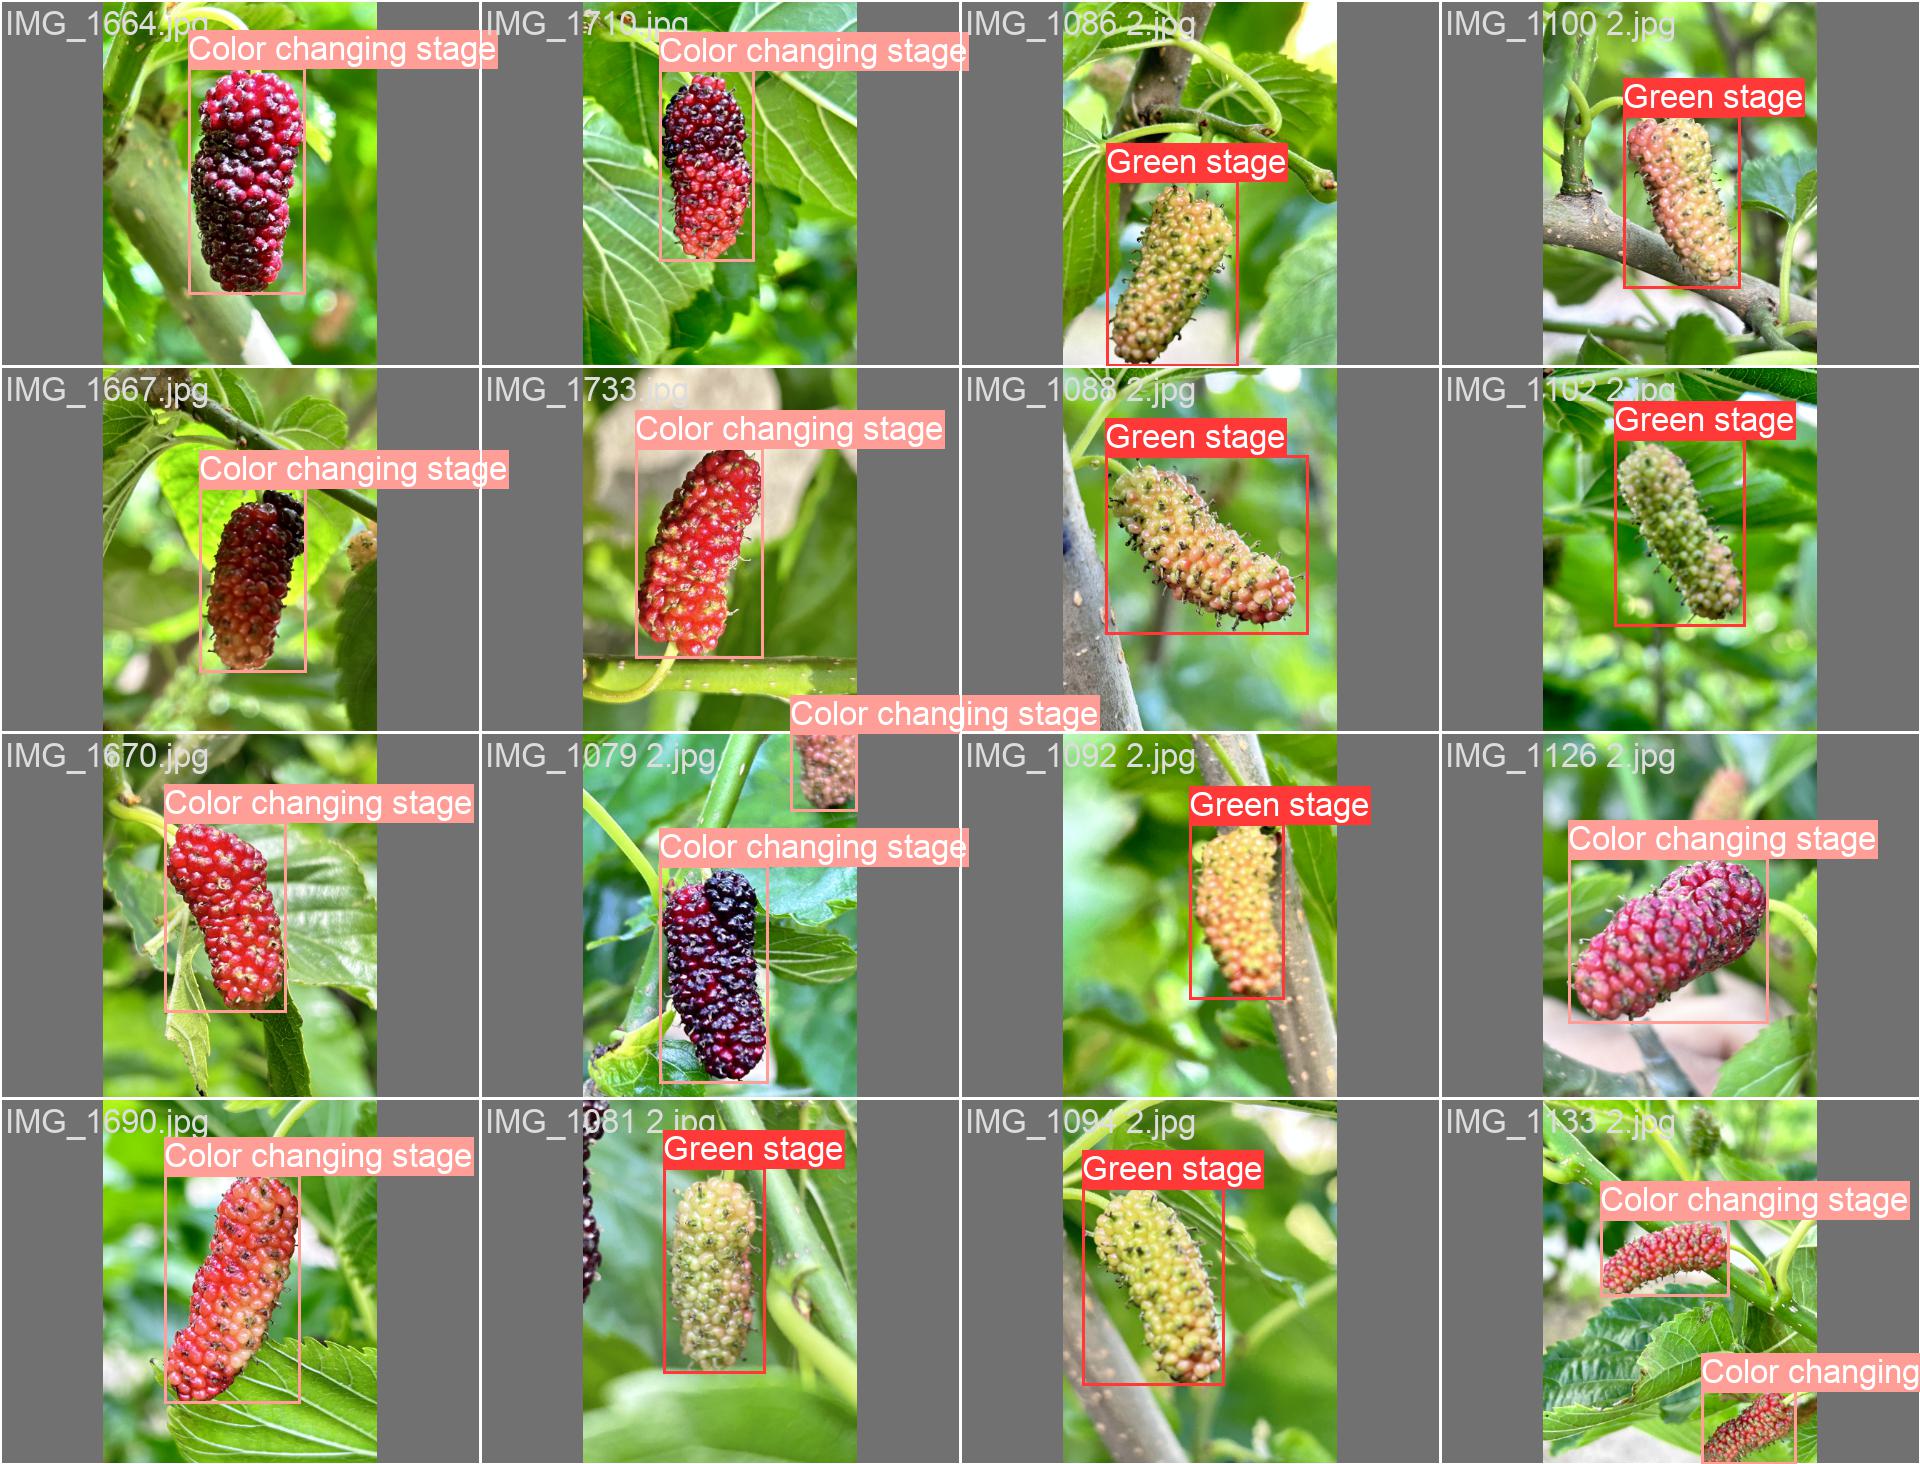 IMG_1664.jpg
Color changing stage
IMG_1710.jpg
Color changing stage
IMG_1086 2.jpg
Green stage
IMG_1100 2.jpg
Green stage
IMG_1667.jpg
Color changing stage
IMG_1733.jpg
Color changing stage
IMG_1088 2.jpg
Green stage
IMG_1102 2.jpg
Green stage
IMG_1670.jpg
Color changing stage
IMG_1079 2.jpg
Color changing stage
Color changing stage
IMG_1092 2.jpg
Green stage
IMG_1126 2.jpg
Color changing stage
IMG_1690.jpg
Color changing stage
IMG_1081 2.jpg
Green stage
IMG_1094 2.jpg
Green stage
IMG_1133 2.jpg
Color changing stage
Color changing